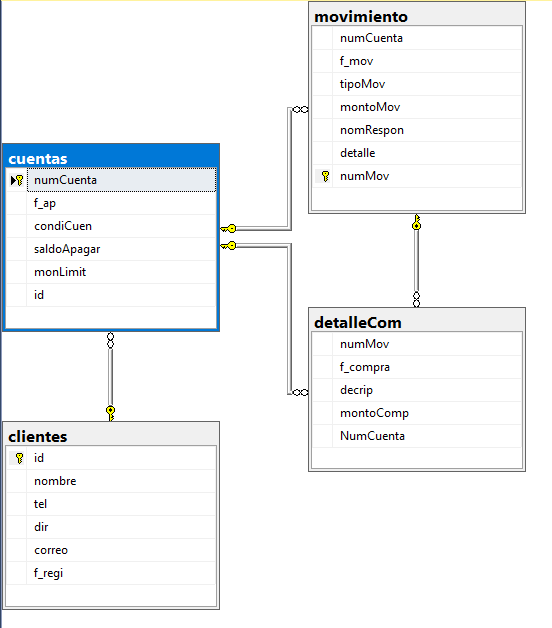 movimiento
numCuenta
f_mov
tipoMov
montoMov
nomRespon
detalle
numMov
cuentas
numCuenta
f_ap
condiCuen
saldoApagar
monLimit
id
detalleCom
numMov
f_compra
decrip
montoComp
NumCuenta
clientes
id
nombre
tel
dir
correo
f_regi